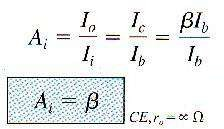 A_i = I_o/I_i = I_c/I_b = βI_b/I_b
A_i = β CE, r_o = ∞ Ω